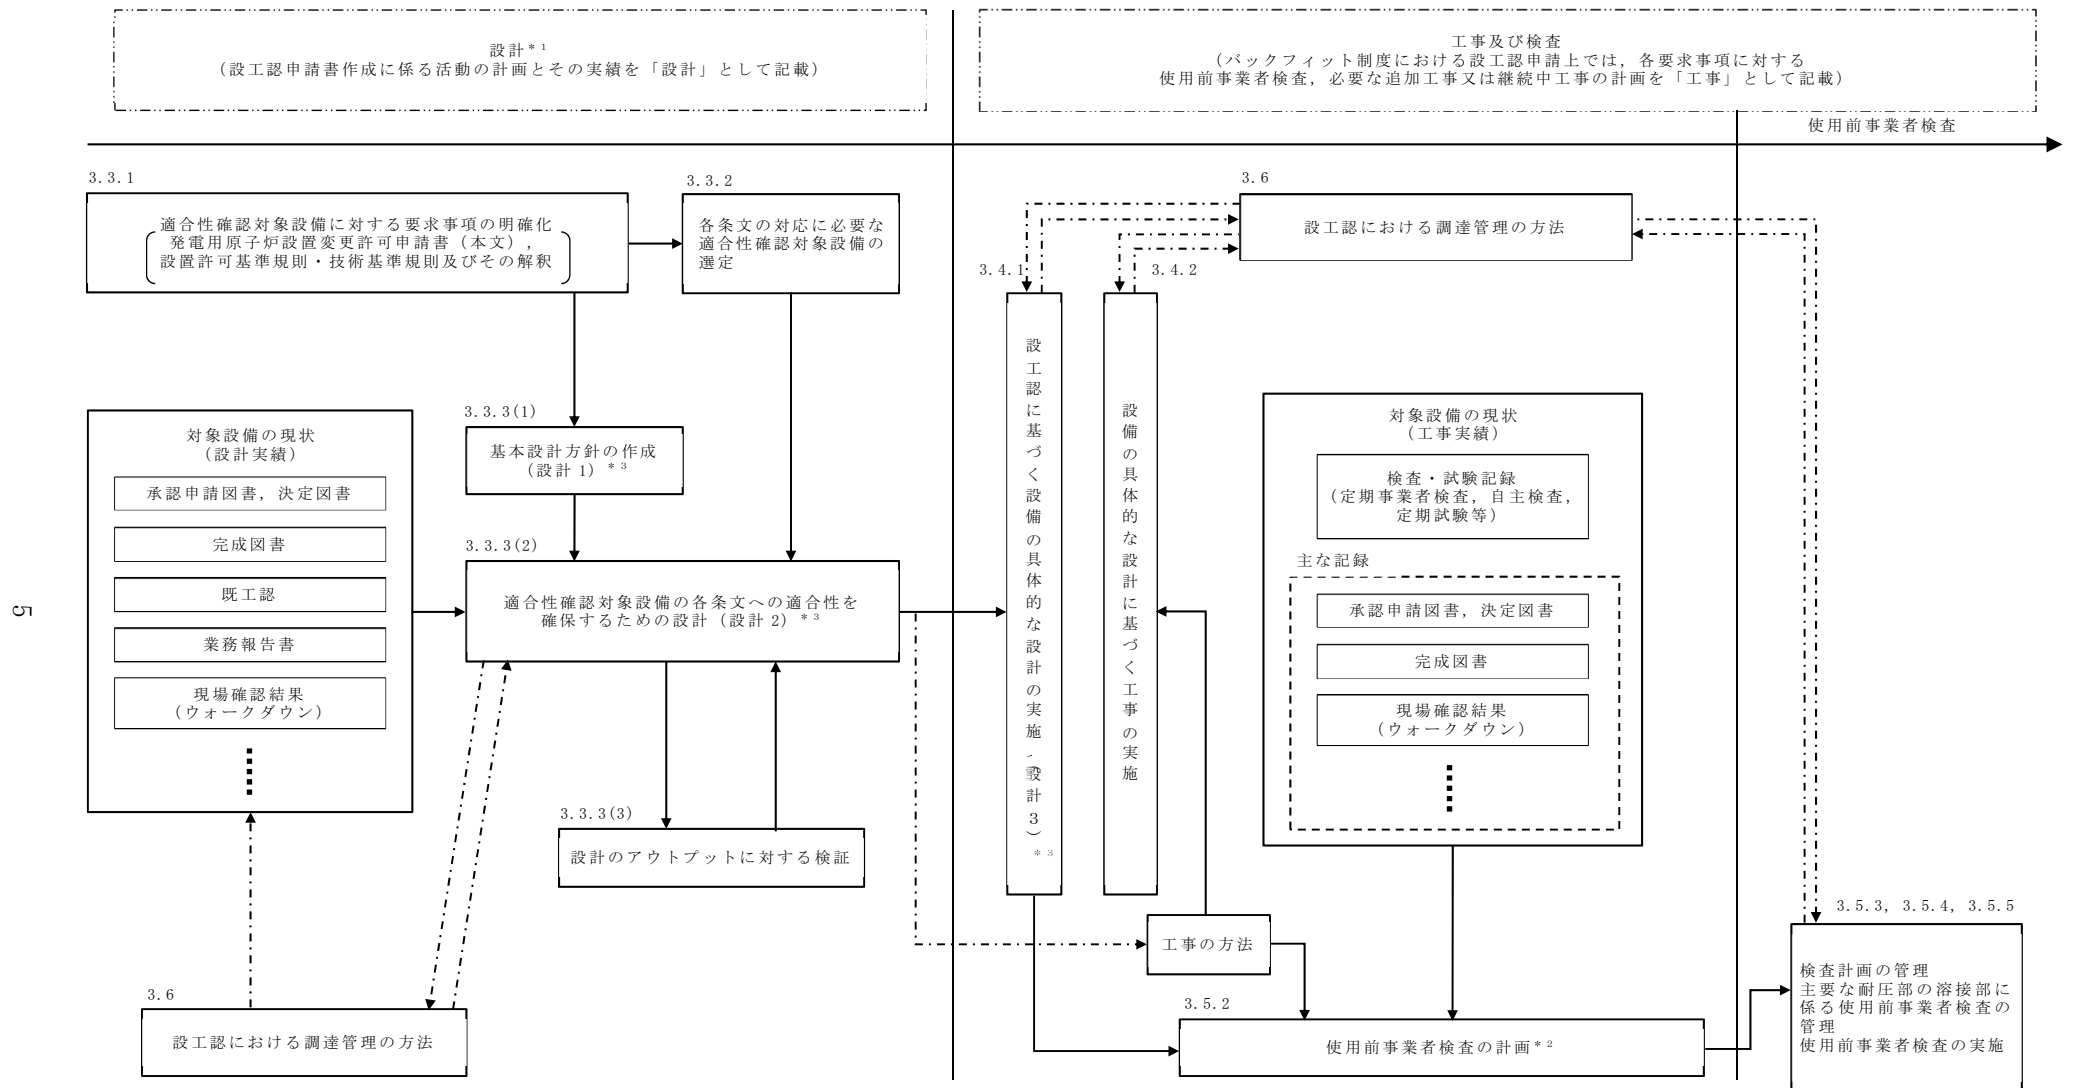 設計＊１
（設工認申請書作成に係る活動の計画とその実績を「設計」として記載）
工事及び検査
（バックフィット制度における設工認申請上では，各要求事項に対する
使用前事業者検査，必要な追加工事又は継続中工事の計画を「工事」として記載）
使用前事業者検査
3.3.1
適合性確認対象設備に対する要求事項の明確化
発電用原子炉設置変更許可申請書（本文），
設置許可基準規則・技術基準規則及びその解釈
3.3.2
各条文の対応に必要な
適合性確認対象設備の
選定
3.6
設工認における調達管理の方法
3.4.1
設工認に基づく設備の具体的な設計の実施（設計３）＊３
3.4.2
設備の具体的な設計に基づく工事の実施
対象設備の現状
（設計実績）
承認申請図書，決定図書
完成図書
既工認
業務報告書
現場確認結果
（ウォークダウン）
3.3.3(1)
基本設計方針の作成
（設計 1）＊３
3.3.3(2)
適合性確認対象設備の各条文への適合性を
確保するための設計（設計 2）＊３
3.3.3(3)
設計のアウトプットに対する検証
3.6
設工認における調達管理の方法
対象設備の現状
（工事実績）
検査・試験記録
（定期事業者検査，自主検査，
定期試験等）
主な記録
承認申請図書，決定図書
完成図書
現場確認結果
（ウォークダウン）
工事の方法
3.5.2
使用前事業者検査の計画＊２
3.5.3, 3.5.4, 3.5.5
検査計画の管理
主要な耐圧部の溶接部に
係る使用前事業者検査の
管理
使用前事業者検査の実施
5